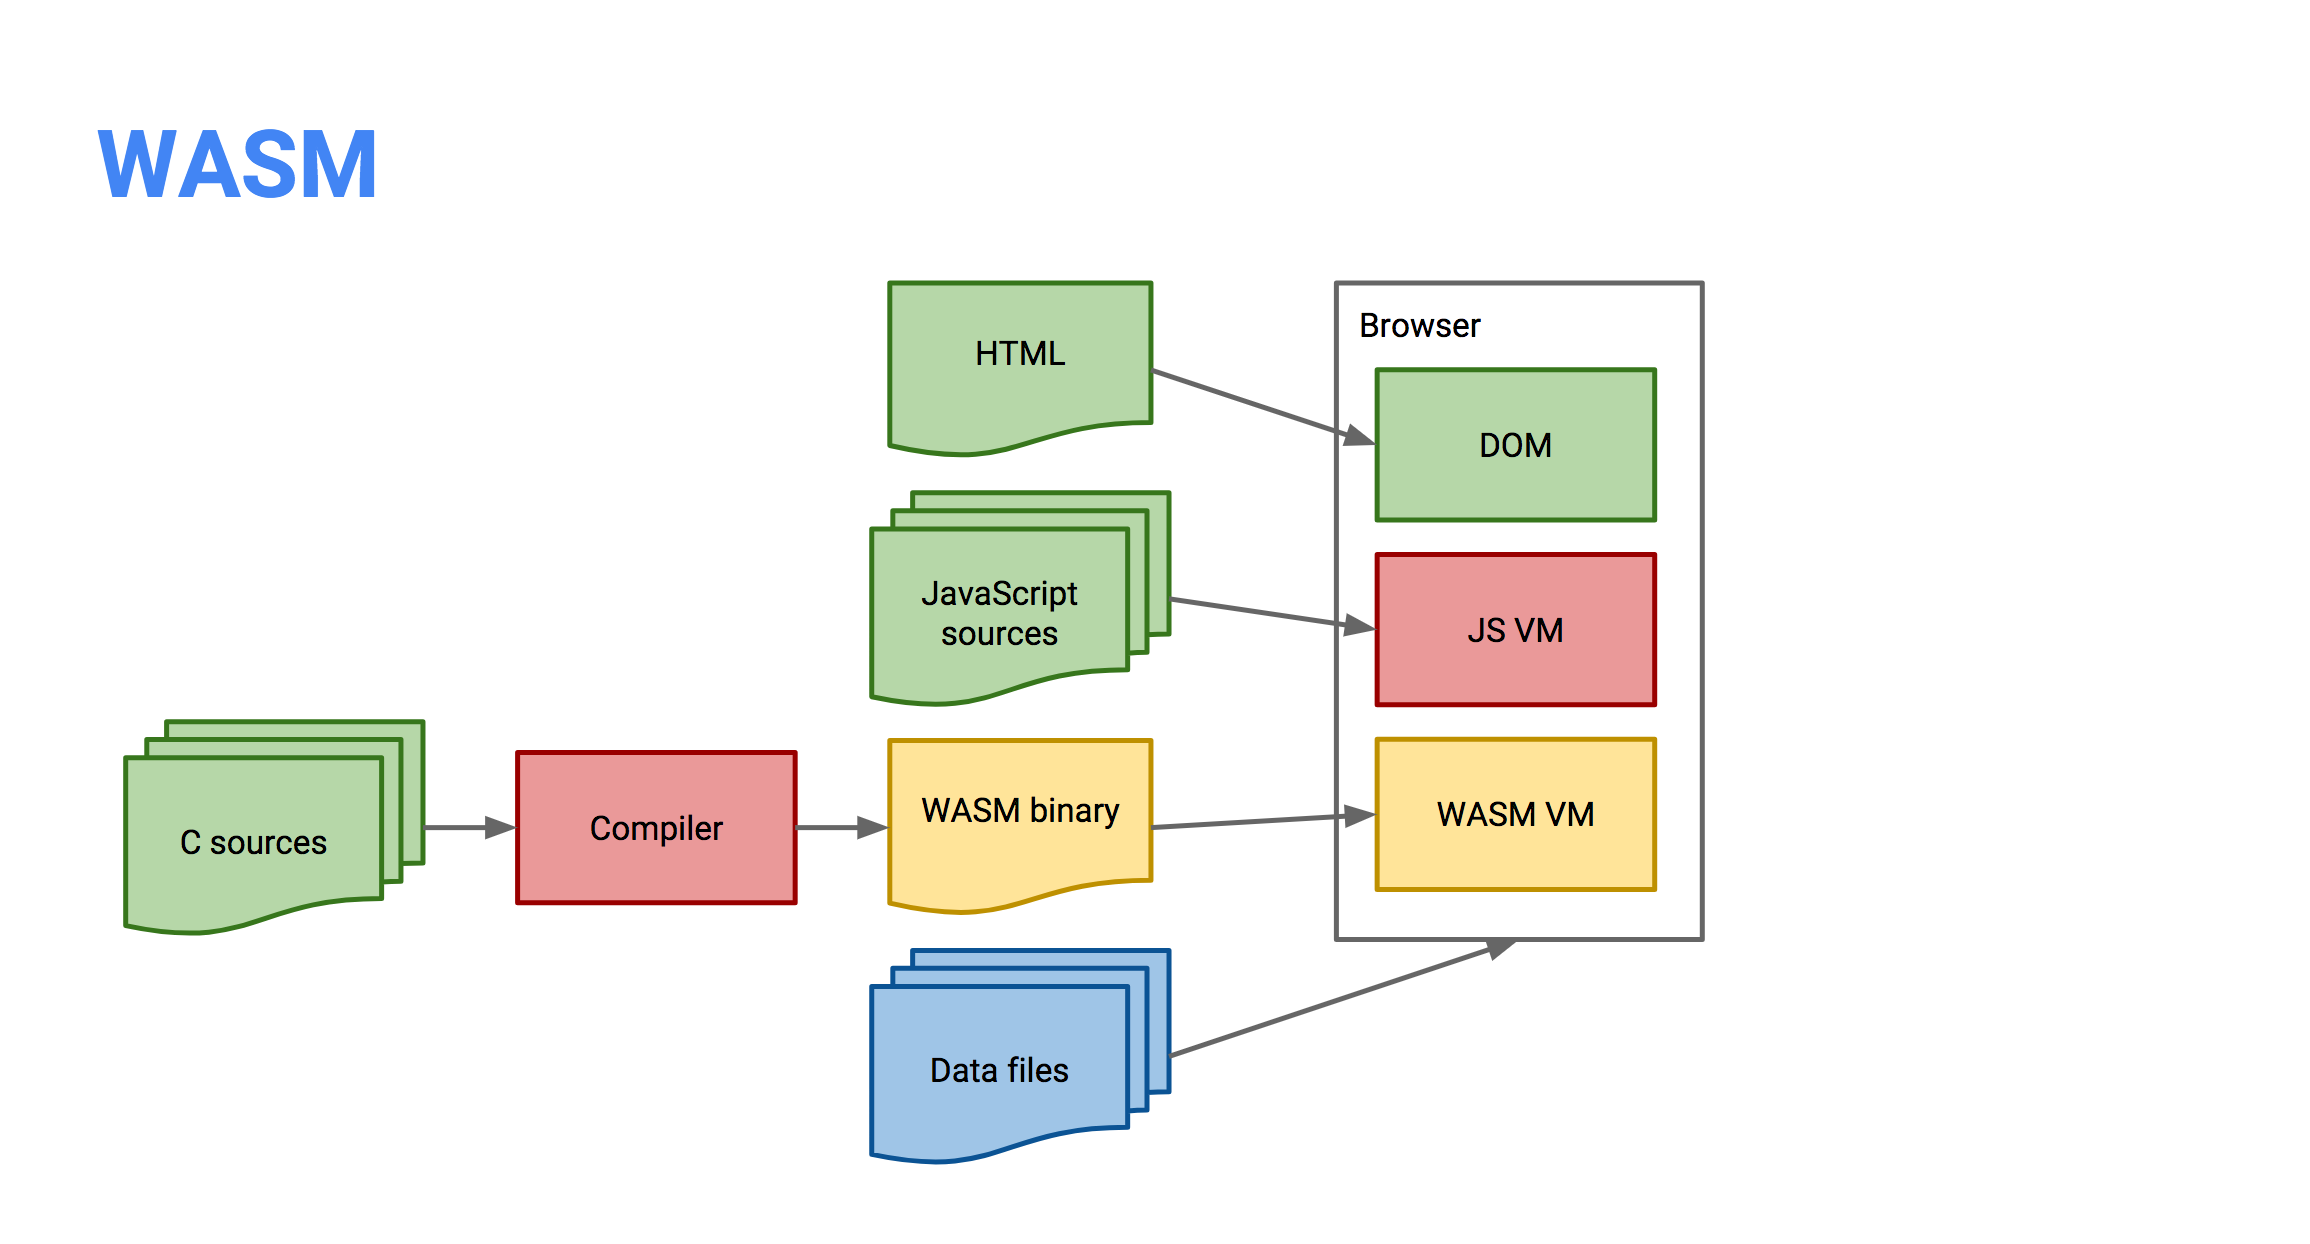 WASM
HTML
Browser
DOM
JavaScript
sources
JS VM
C sources
Compiler
WASM binary
WASM VM
Data files